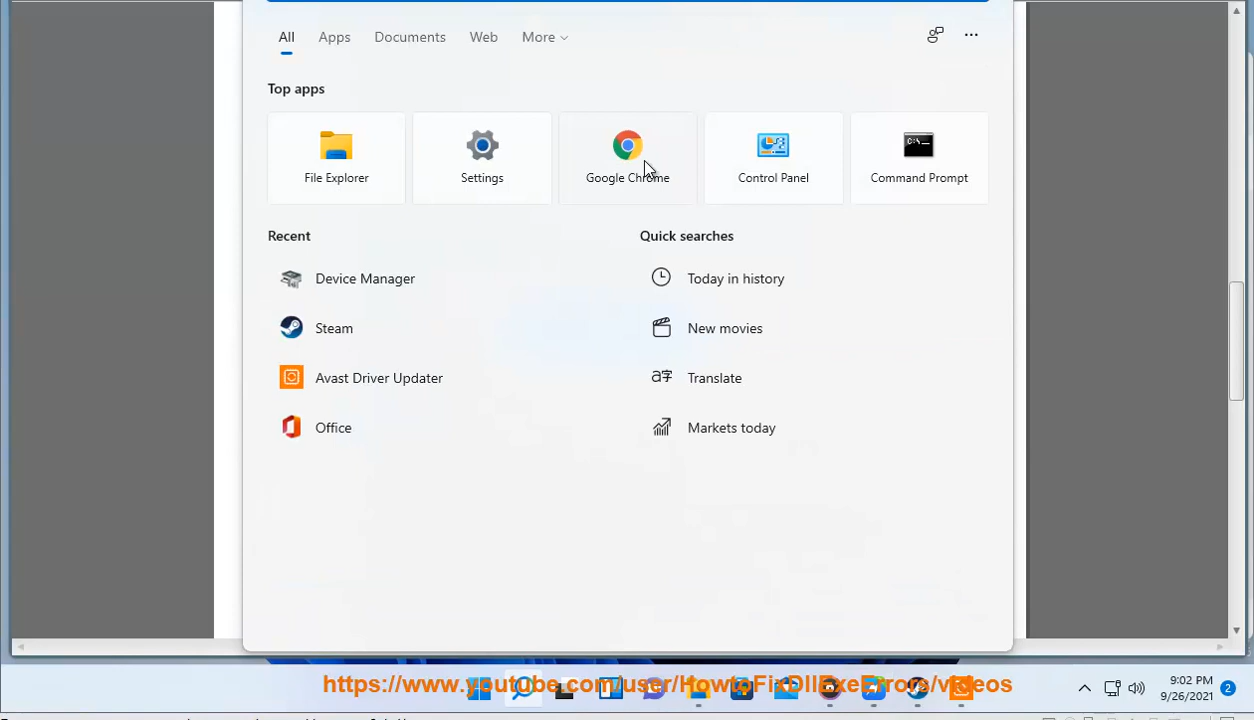 All Apps Documents Web More
Top apps
File Explorer Settings Google Chrome Control Panel Command Prompt
Recent Quick searches
Device Manager Today in history
Steam New movies
Avast Driver Updater Translate
Office Markets today
https://www.youtube.com/user/HowtoFixDllExeErrors/videos
9:02 PM
9/26/2021
2